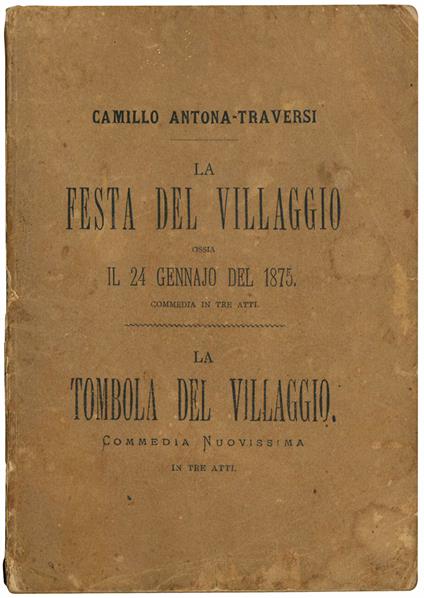 CAMILLO ANTONA-TRAVERSI
LA
FESTA DEL VILLAGGIO
OSSIA
IL 24 GENNAJO DEL 1875.
COMMEDIA IN TRE ATTI.
LA
TOMBOLA DEL VILLAGGIO.
COMMEDIA NUOVISSIMA
IN TRE ATTI.